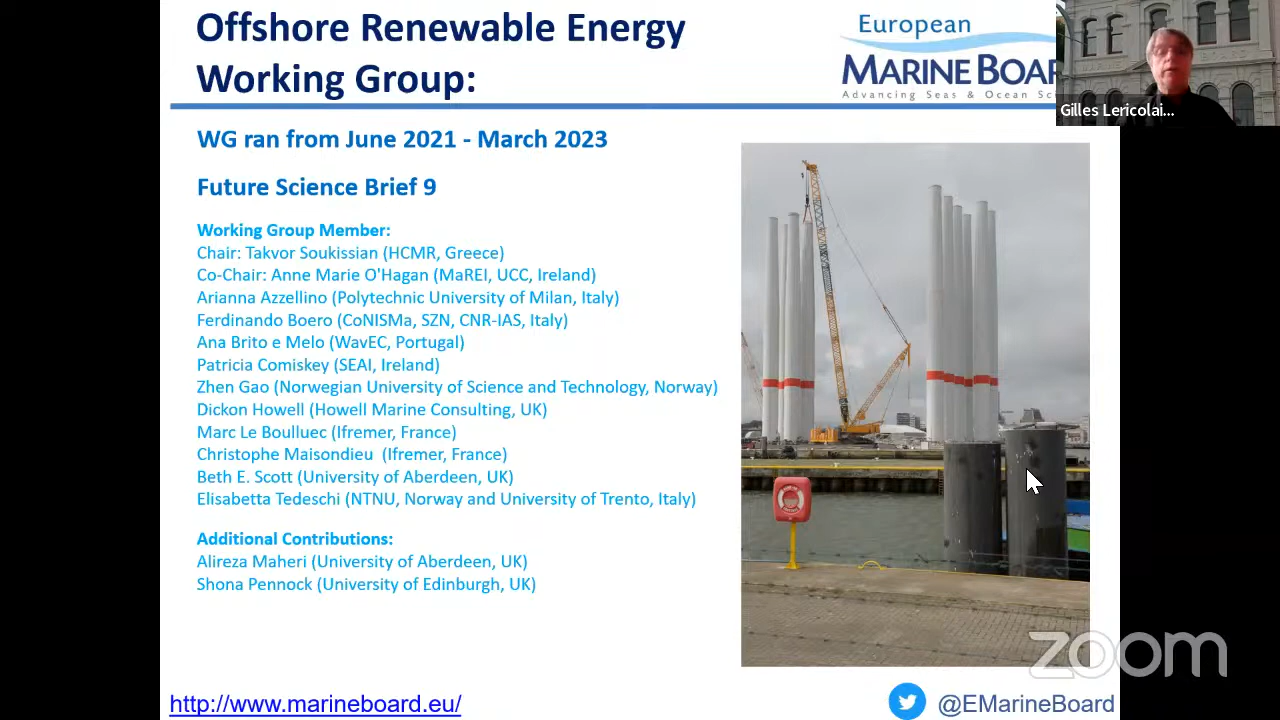 Offshore Renewable Energy
Working Group:
European
MARINE BOAR
Advancing Seas & Ocean Sc
Gilles Lericolai...
WG ran from June 2021 - March 2023
Future Science Brief 9
Working Group Member:
Chair: Takvor Soukissian (HCMR, Greece)
Co-Chair: Anne Marie O'Hagan (MaREI, UCC, Ireland)
Arianna Azzellino (Polytechnic University of Milan, Italy)
Ferdinando Boero (CoNISMa, SZN, CNR-IAS, Italy)
Ana Brito e Melo (WavEC, Portugal)
Patricia Comiskey (SEAI, Ireland)
Zhen Gao (Norwegian University of Science and Technology, Norway)
Dickon Howell (Howell Marine Consulting, UK)
Marc Le Boulluec (Ifremer, France)
Christophe Maisondieu (Ifremer, France)
Beth E. Scott (University of Aberdeen, UK)
Elisabetta Tedeschi (NTNU, Norway and University of Trento, Italy)
Additional Contributions:
Alireza Maheri (University of Aberdeen, UK)
Shona Pennock (University of Edinburgh, UK)
zoom
http://www.marineboard.eu/
@EMarineBoard